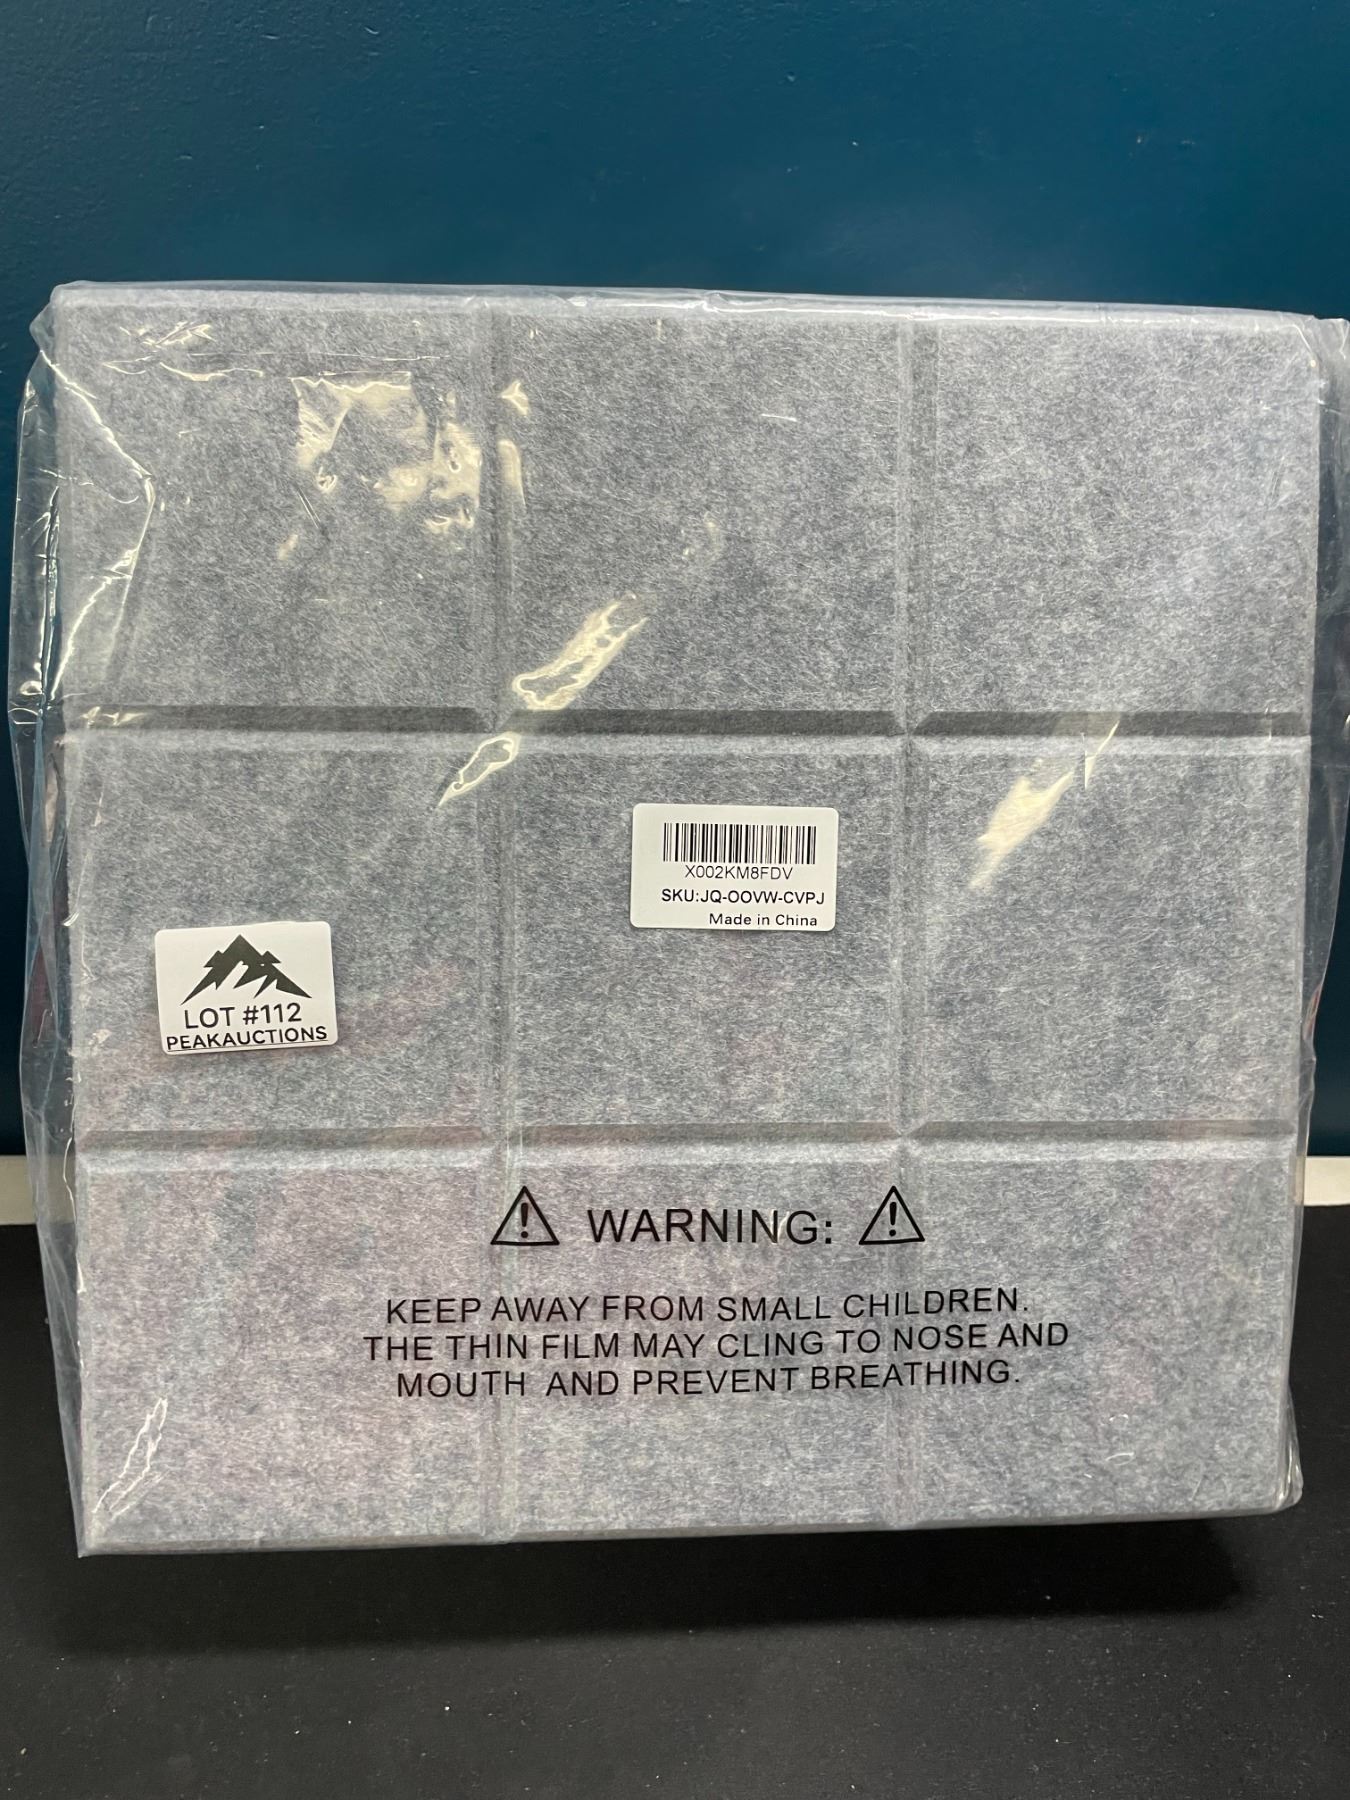 X002KM8FDV
SKU:JQ-OOVW-CVPJ
Made in China
LOT #112
PEAKAUCTIONS
WARNING:
KEEP AWAY FROM SMALL CHILDREN.
THE THIN FILM MAY CLING TO NOSE AND
MOUTH AND PREVENT BREATHING.